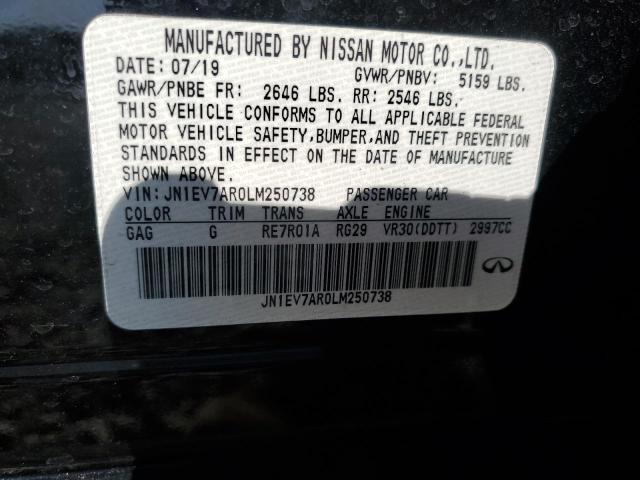 MANUFACTURED BY NISSAN MOTOR CO.,LTD.
DATE: 07/19 GVWR/PNBV: 5159 LBS.
GAWR/PNBE FR: 2646 LBS. RR: 2546 LBS.
THIS VEHICLE CONFORMS TO ALL APPLICABLE FEDERAL
MOTOR VEHICLE SAFETY,BUMPER,AND THEFT PREVENTION
STANDARDS IN EFFECT ON THE DATE OF MANUFACTURE
SHOWN ABOVE.
VIN: JN1EV7AR0LM250738 PASSENGER CAR
COLOR TRIM TRANS AXLE ENGINE
GAG G RE7R01A RG29 VR30(DDTT) 2997CC
JN1EV7AR0LM250738